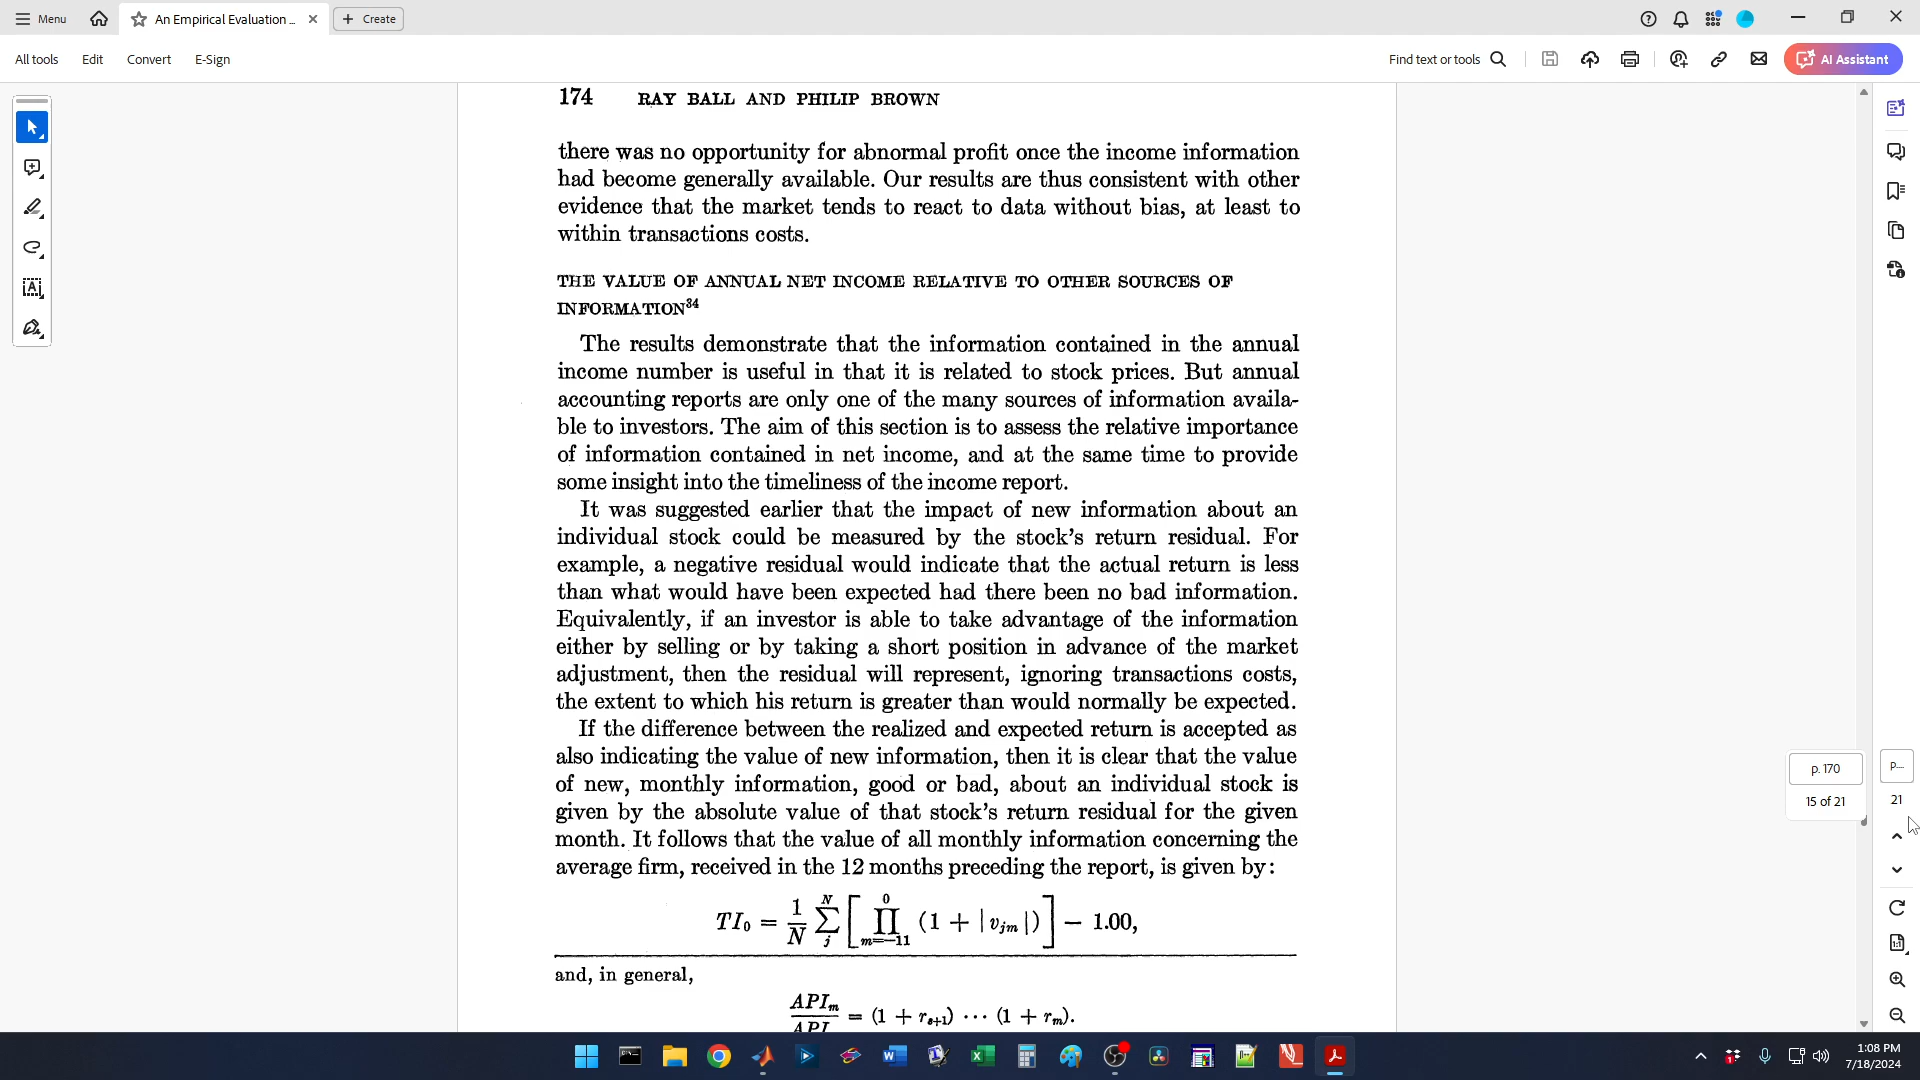 Menu
An Empirical Evaluation ...
Create
All tools
Edit
Convert
E-Sign
Find text or tools
AI Assistant
174 RAY BALL AND PHILIP BROWN
there was no opportunity for abnormal profit once the income information
had become generally available. Our results are thus consistent with other
evidence that the market tends to react to data without bias, at least to
within transactions costs.
THE VALUE OF ANNUAL NET INCOME RELATIVE TO OTHER SOURCES OF
INFORMATION³⁴
The results demonstrate that the information contained in the annual
income number is useful in that it is related to stock prices. But annual
accounting reports are only one of the many sources of information availa-
ble to investors. The aim of this section is to assess the relative importance
of information contained in net income, and at the same time to provide
some insight into the timeliness of the income report.
It was suggested earlier that the impact of new information about an
individual stock could be measured by the stock's return residual. For
example, a negative residual would indicate that the actual return is less
than what would have been expected had there been no bad information.
Equivalently, if an investor is able to take advantage of the information
either by selling or by taking a short position in advance of the market
adjustment, then the residual will represent, ignoring transactions costs,
the extent to which his return is greater than would normally be expected.
If the difference between the realized and expected return is accepted as
also indicating the value of new information, then it is clear that the value
of new, monthly information, good or bad, about an individual stock is
given by the absolute value of that stock's return residual for the given
month. It follows that the value of all monthly information concerning the
average firm, received in the 12 months preceding the report, is given by:
TI₀ = 1/N ∑_j^N [ ∏_{m=-11}^0 (1 + |v_{jm}|) ] − 1.00,
and, in general,
API_m / API = (1 + r_{s+1}) ··· (1 + r_m).
p. 170
15 of 21
P...
21
1:08 PM
7/18/2024